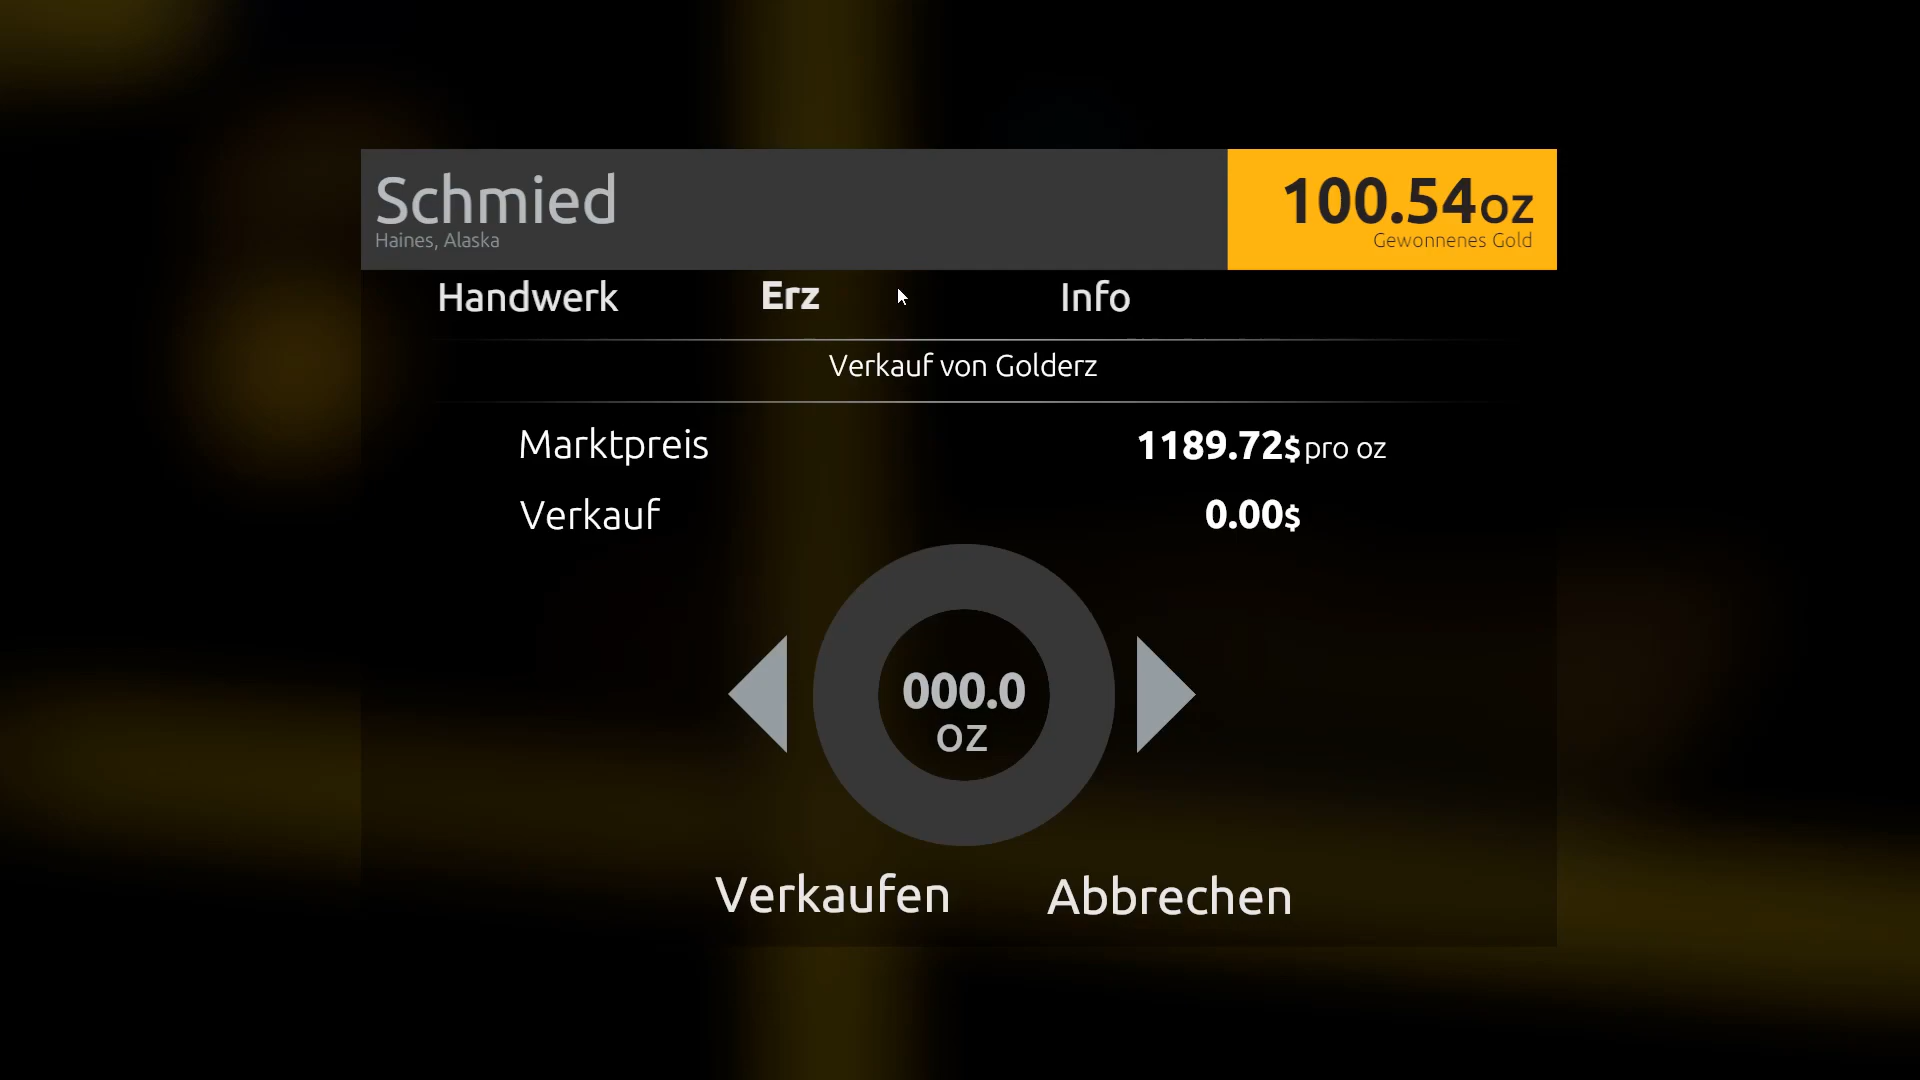 Schmied
Haines, Alaska
100.54oz
Gewonnenes Gold
Handwerk Erz Info
Verkauf von Golderz
Marktpreis 1189.72$ pro oz
Verkauf 0.00$
000.0
oz
Verkaufen Abbrechen